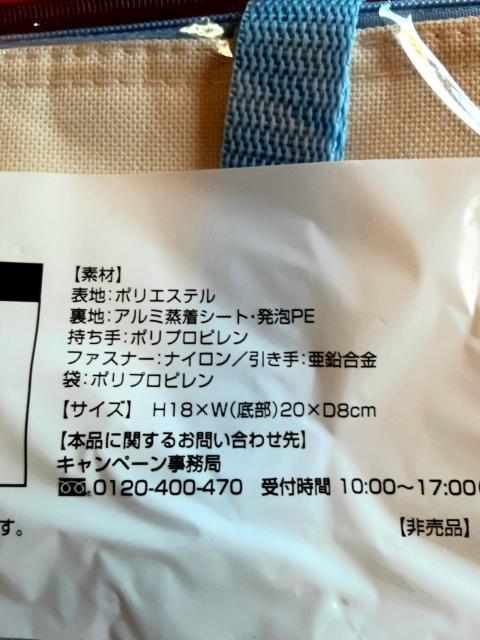 【素材】
表地：ポリエステル
裏地：アルミ蒸着シート・発泡PE
持ち手：ポリプロピレン
ファスナー：ナイロン／引き手：亜鉛合金
袋：ポリプロピレン
【サイズ】 H18×W(底部)20×D8cm
【本品に関するお問い合わせ先】
キャンペーン事務局
0120-400-470 受付時間 10:00〜17:00(
す。 【非売品】